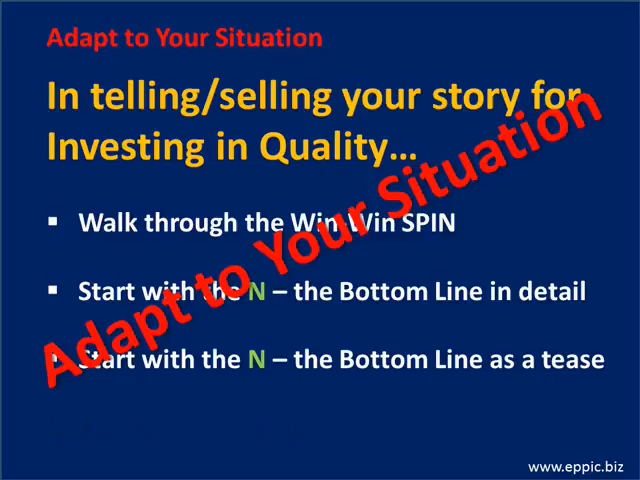 Adapt to Your Situation
In telling/selling your story for
Investing in Quality…
▪ Walk through the Win-Win SPIN
▪ Start with the N – the Bottom Line in detail
▪ Start with the N – the Bottom Line as a tease
Adapt to Your Situation
www.eppic.biz